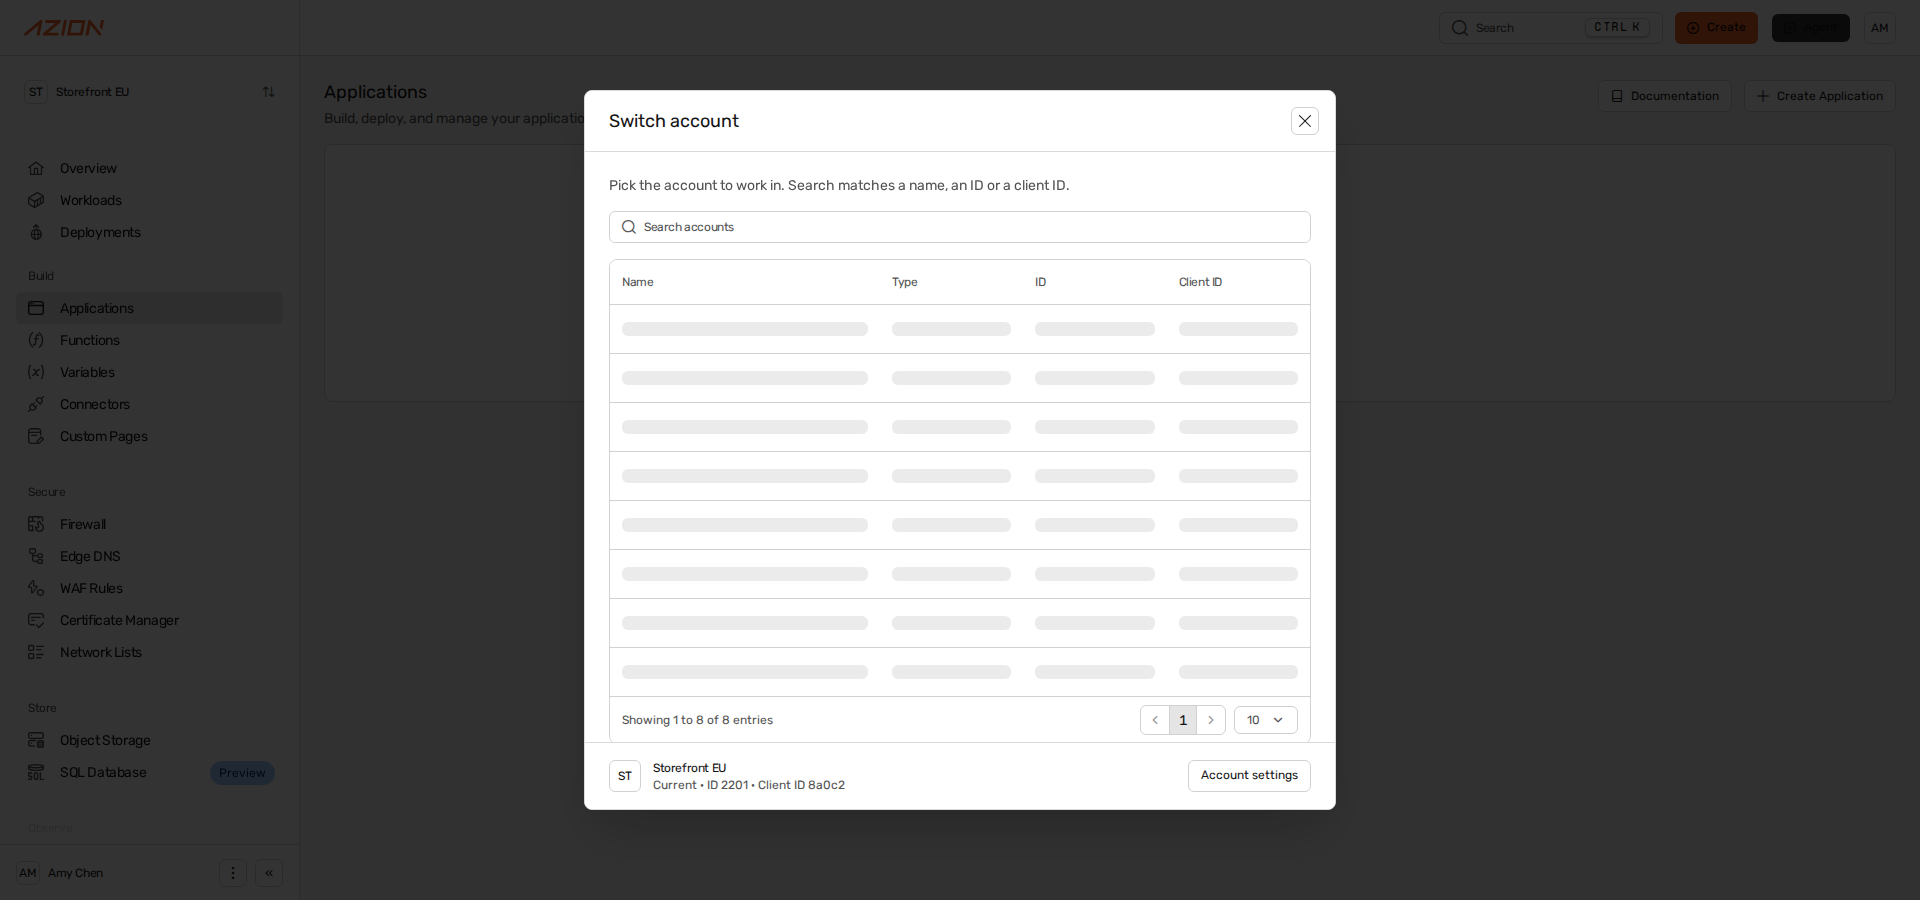 AZION
Search
CTRL K
Create
AM
ST
Storefront EU
Applications
Build, deploy, and manage your applicatio
Documentation
Create Application
Overview
Workloads
Deployments
Build
Applications
Functions
Variables
Connectors
Custom Pages
Secure
Firewall
Edge DNS
WAF Rules
Certificate Manager
Network Lists
Store
Object Storage
SQL Database
Preview
Observe
AM
Amy Chen
Switch account
Pick the account to work in. Search matches a name, an ID or a client ID.
Search accounts
Name Type ID Client ID
Showing 1 to 8 of 8 entries
1
10
ST
Storefront EU
Current • ID 2201 • Client ID 8a0c2
Account settings